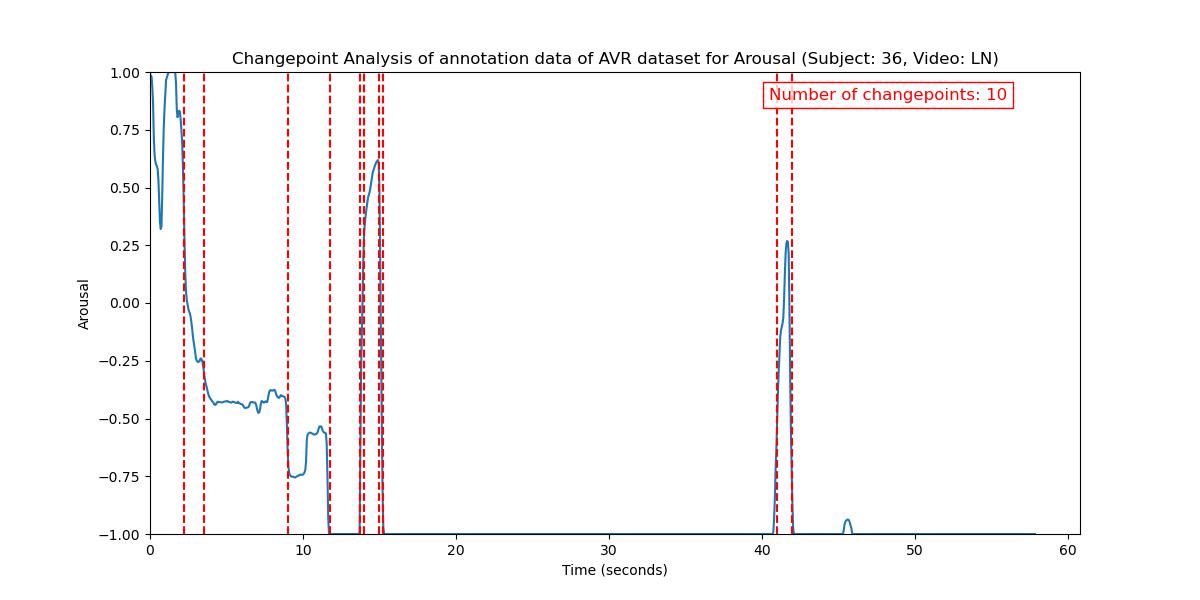 Changepoint Analysis of annotation data of AVR dataset for Arousal (Subject: 36, Video: LN)
Number of changepoints: 10
1.00
0.75
0.50
0.25
0.00
−0.25
−0.50
−0.75
−1.00
Arousal
0 10 20 30 40 50 60
Time (seconds)